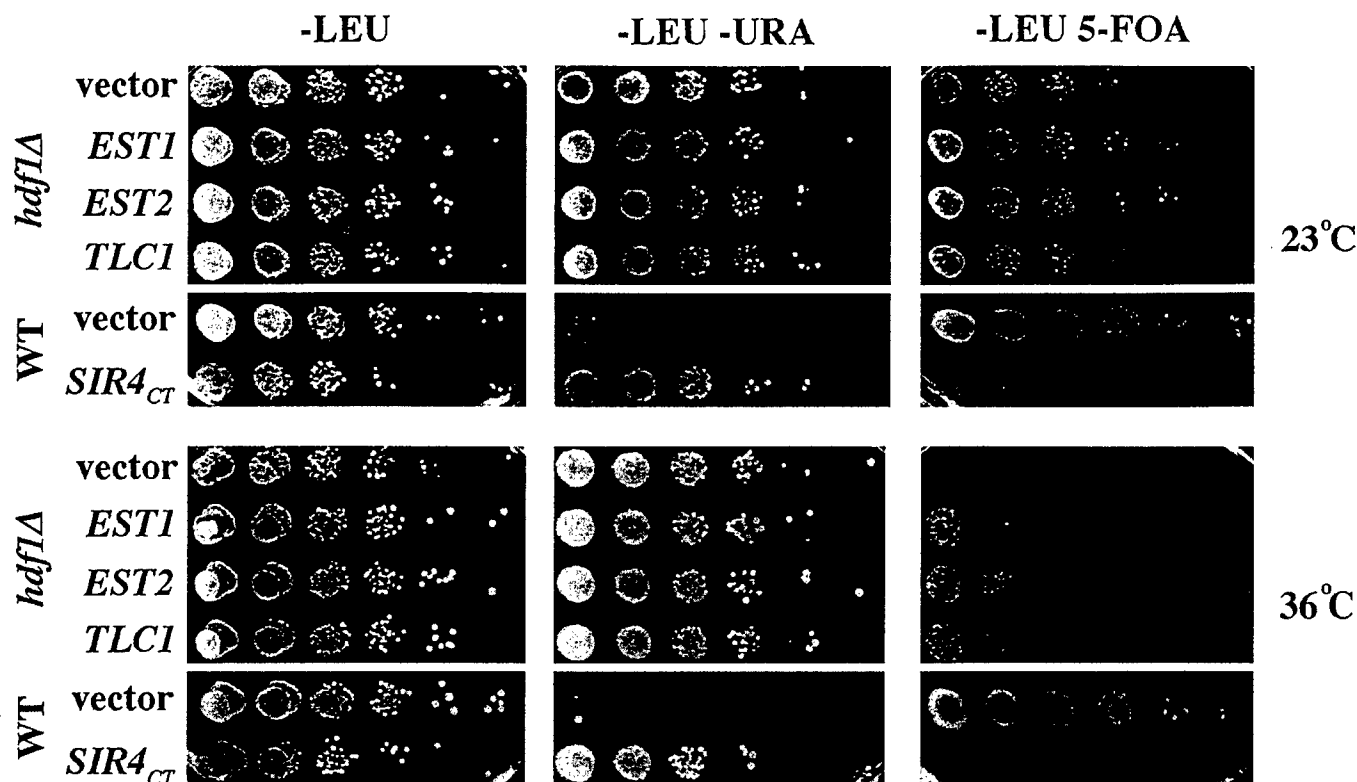 -LEU -LEU -URA -LEU 5-FOA
hdf1Δ
vector
EST1
EST2
TLC1
23°C
WT
vector
SIR4CT
hdf1Δ
vector
EST1
EST2
TLC1
36°C
WT
vector
SIR4CT